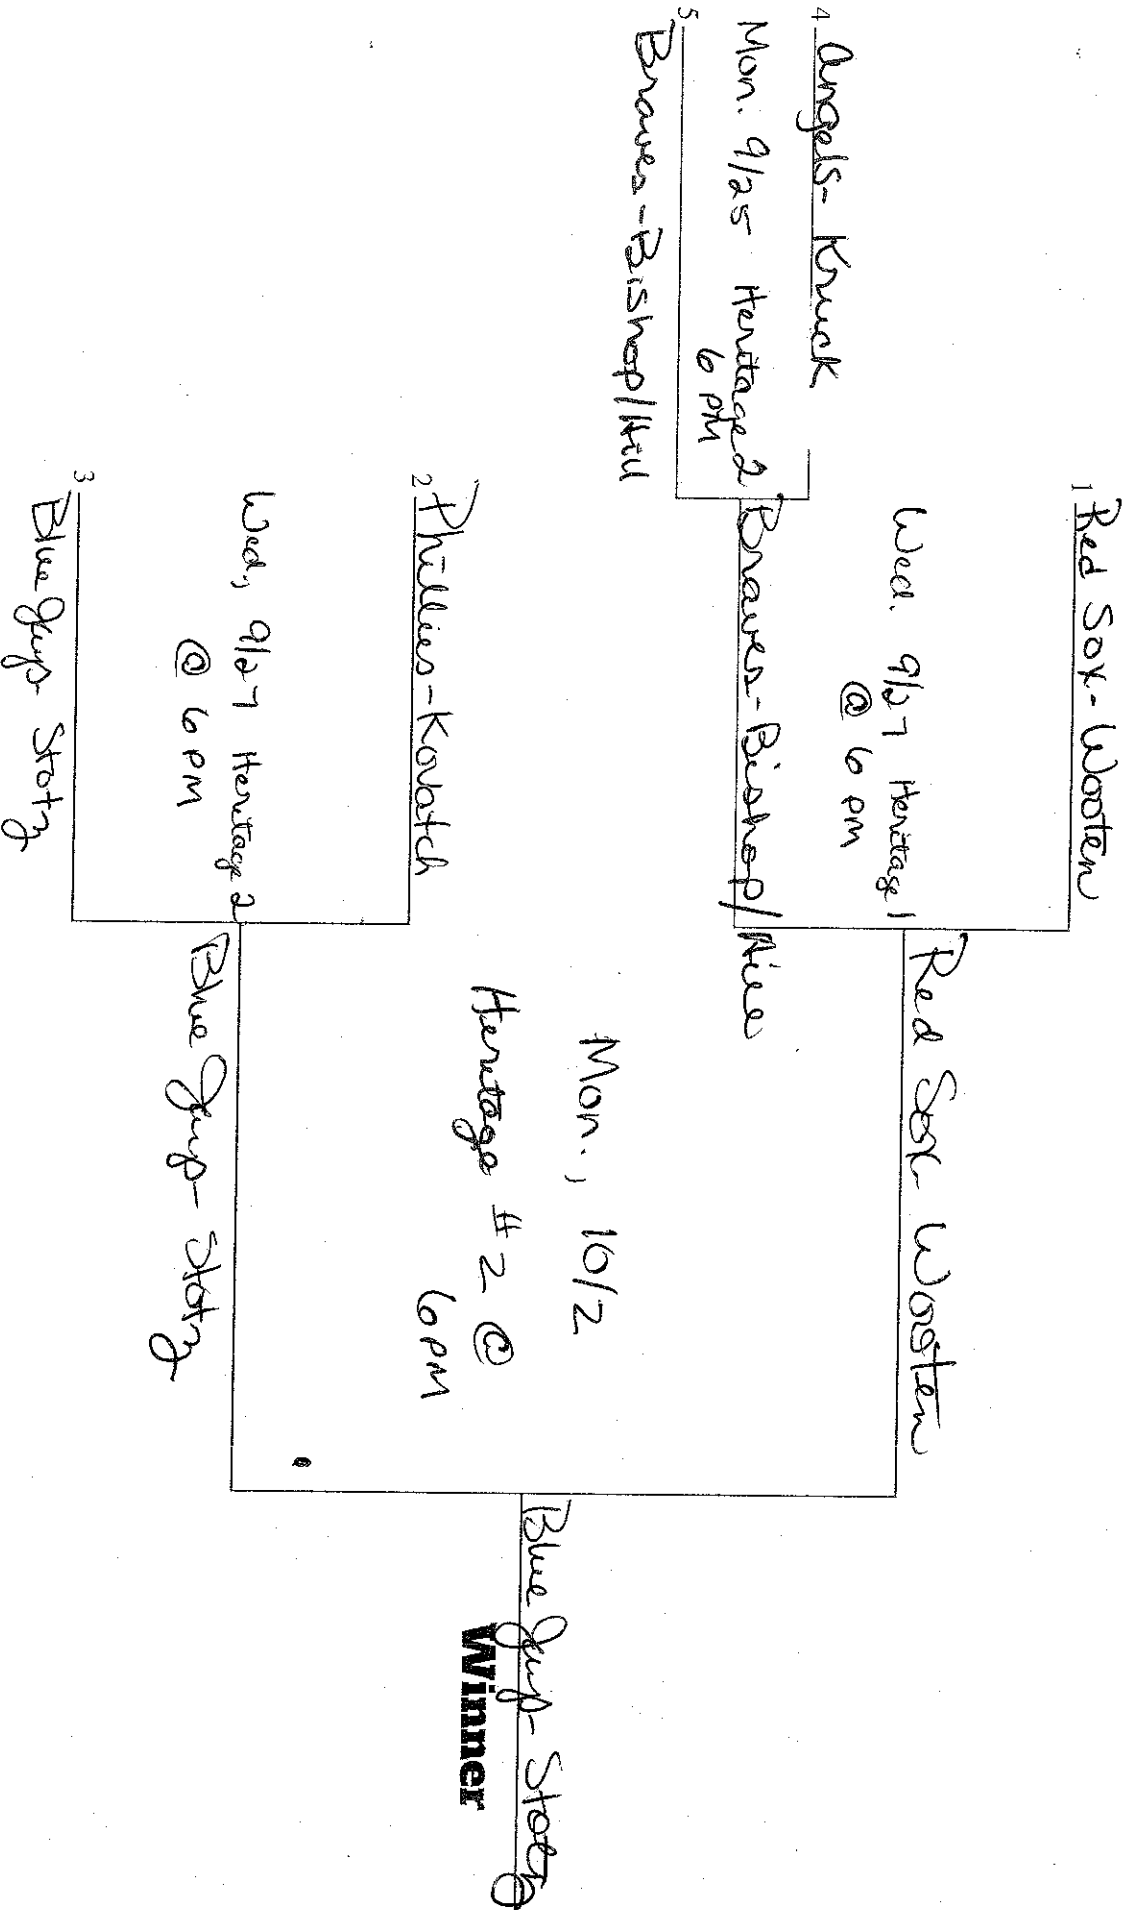 1 Red Sox-Wooten
Wed. 9/27 Heritage 1
@ 6 pm
Red Sox Wooten
4 Angels-Kruck
Mon. 9/25 Heritage 2
6 PM
Braves-Bishop/Hill
5
Braves-Bishop/Hill
Mon., 10/2
Heritage #2 @
6 PM
Blue Jays-Stotz
Winner
2 Phillies-Kovatch
Wed, 9/27 Heritage 2
@ 6 PM
Blue Jays-Stotz
3
Blue Jays-Stotz